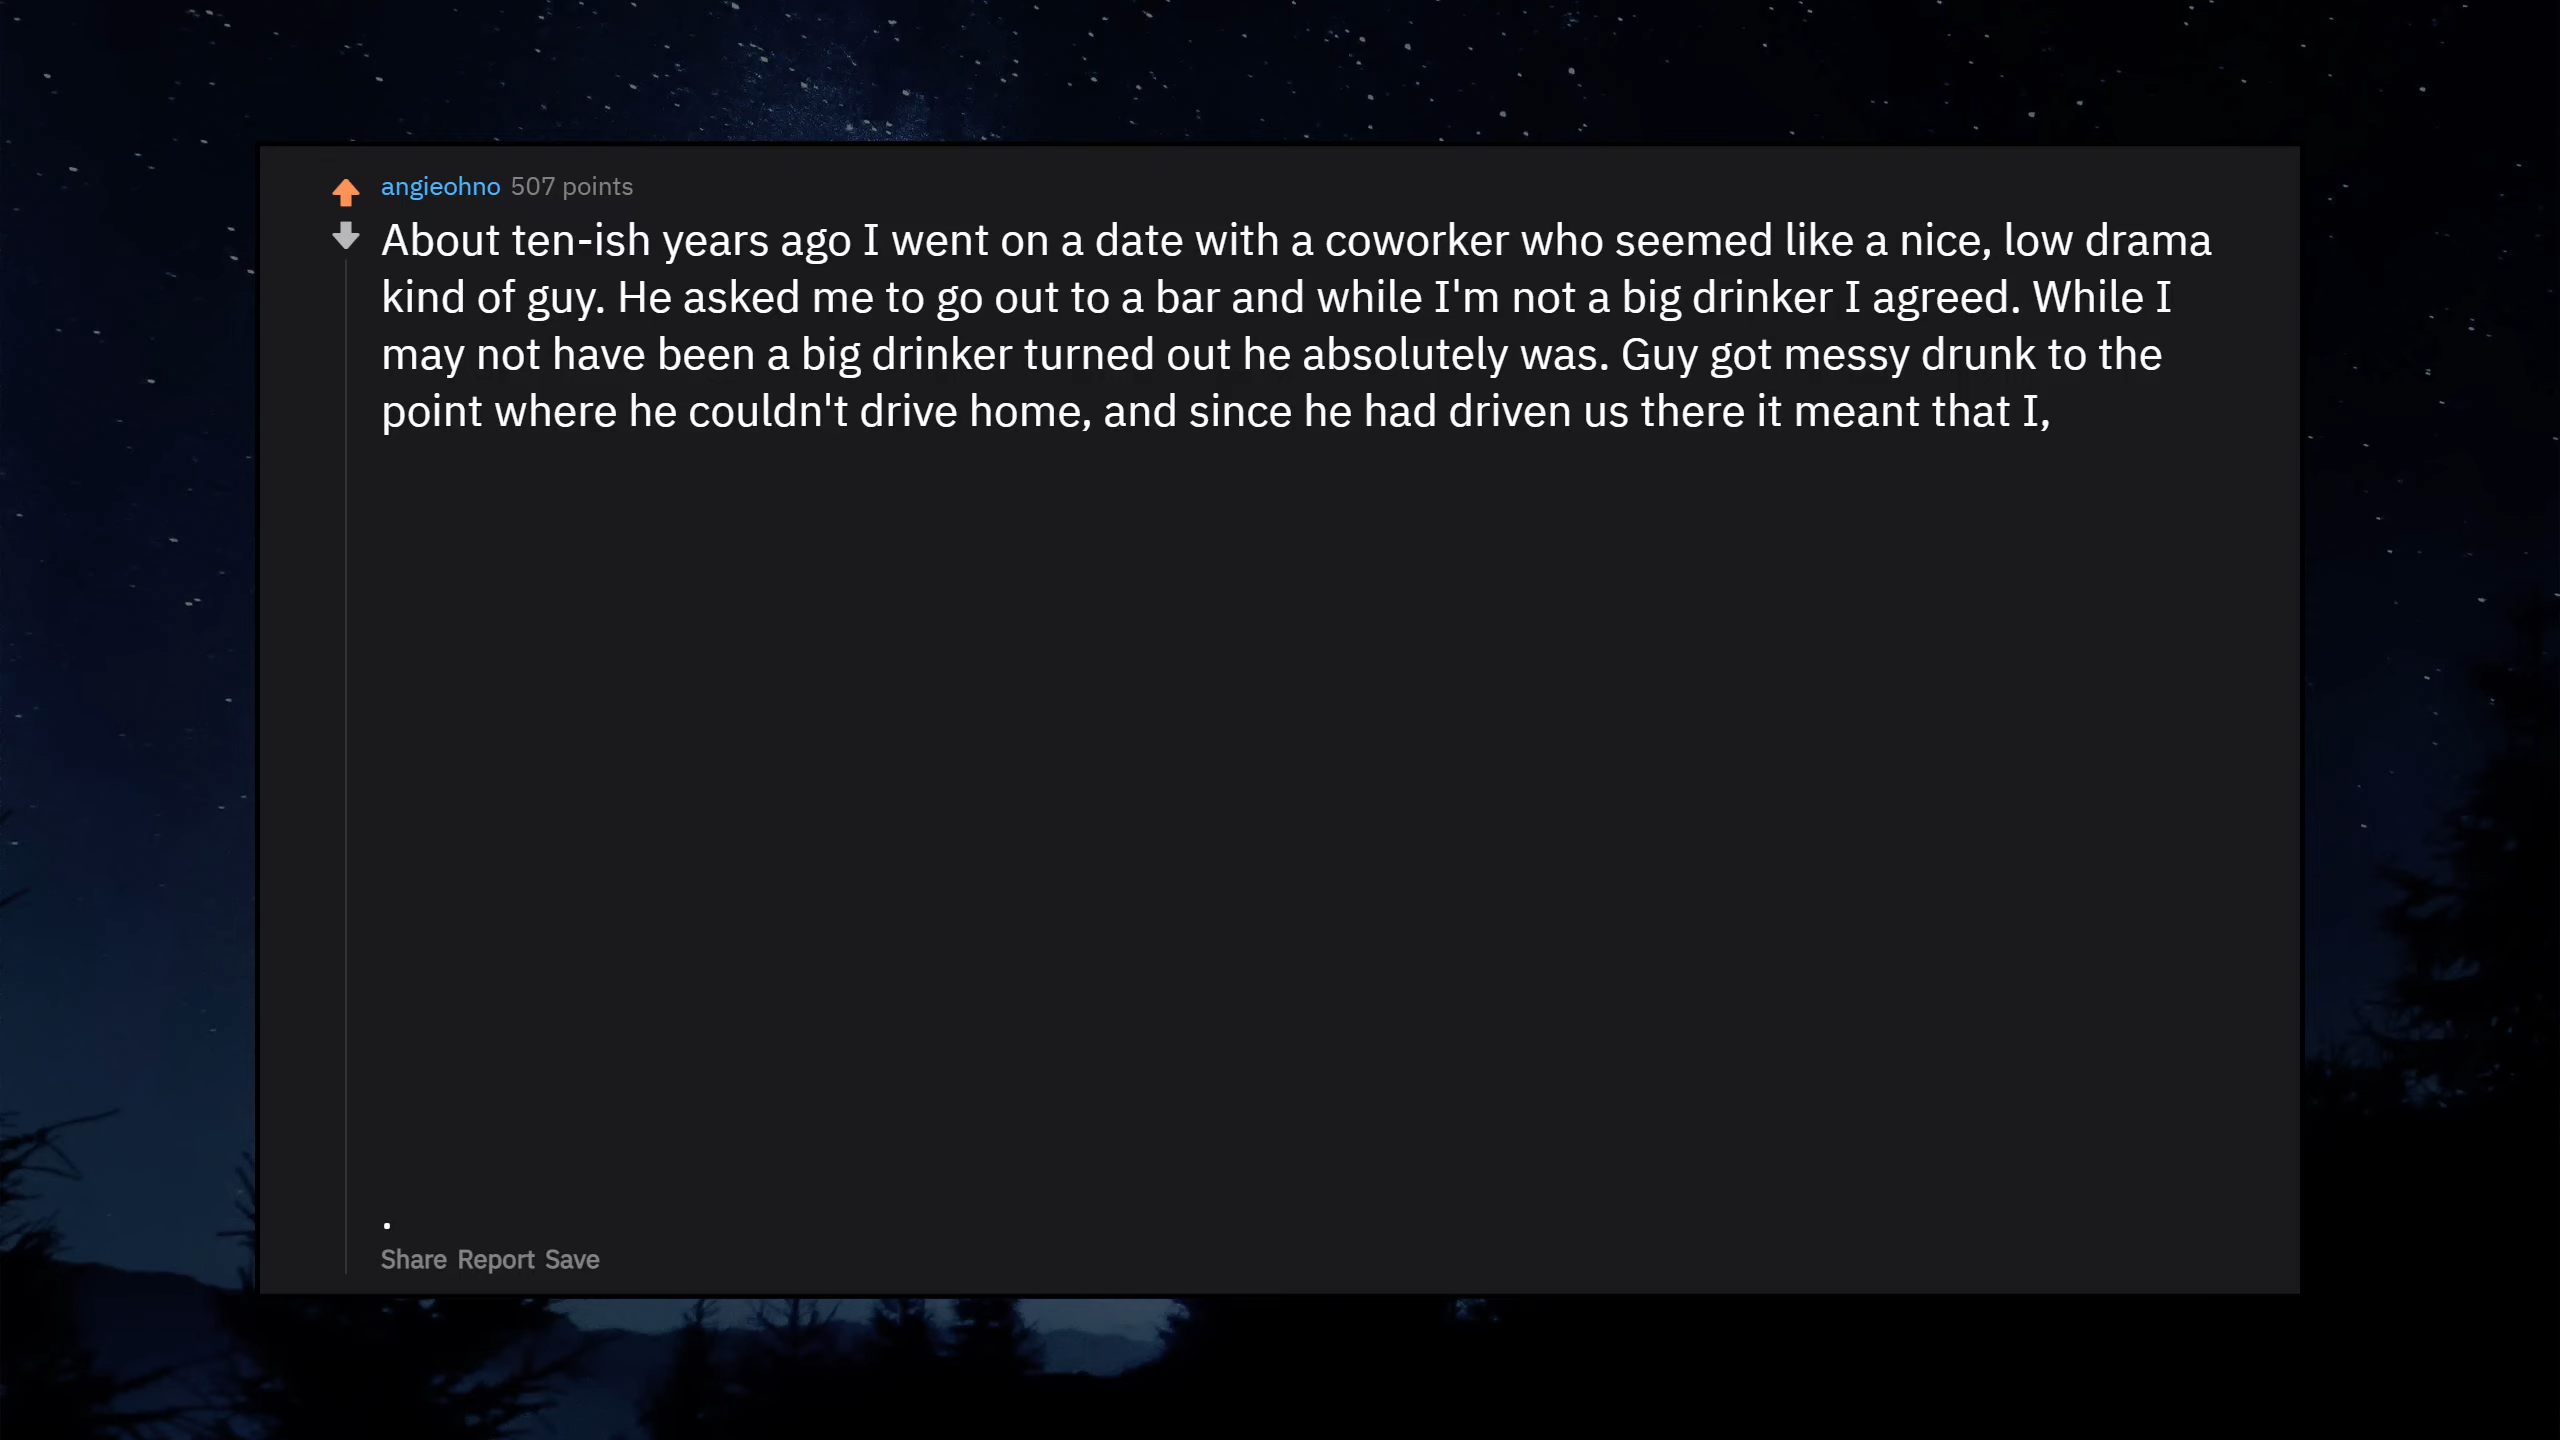 angieohno 507 points
About ten-ish years ago I went on a date with a coworker who seemed like a nice, low drama
kind of guy. He asked me to go out to a bar and while I'm not a big drinker I agreed. While I
may not have been a big drinker turned out he absolutely was. Guy got messy drunk to the
point where he couldn't drive home, and since he had driven us there it meant that I,
.
Share Report Save